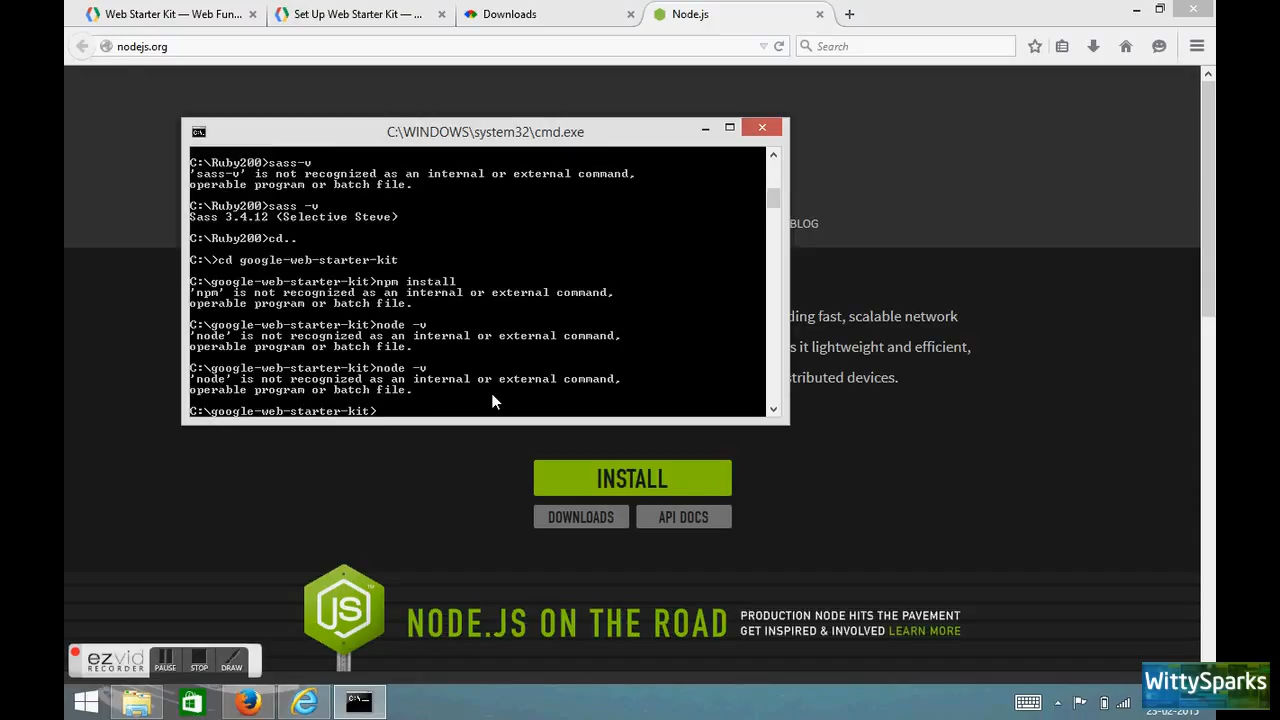 Web Starter Kit — Web Fun...
Set Up Web Starter Kit — ...
Downloads
Node.js
nodejs.org
Search
C:\WINDOWS\system32\cmd.exe
C:\Ruby200>sass-v
'sass-v' is not recognized as an internal or external command,
operable program or batch file.
C:\Ruby200>sass -v
Sass 3.4.12 (Selective Steve)
C:\Ruby200>cd..
C:\>cd google-web-starter-kit
C:\google-web-starter-kit>npm install
'npm' is not recognized as an internal or external command,
operable program or batch file.
C:\google-web-starter-kit>node -v
'node' is not recognized as an internal or external command,
operable program or batch file.
C:\google-web-starter-kit>node -v
'node' is not recognized as an internal or external command,
operable program or batch file.
C:\google-web-starter-kit>
BLOG
ding fast, scalable network
s it lightweight and efficient,
stributed devices.
INSTALL
DOWNLOADS
API DOCS
JS
NODE.JS ON THE ROAD
PRODUCTION NODE HITS THE PAVEMENT
GET INSPIRED & INVOLVED LEARN MORE
ezvid
RECORDER
PAUSE
STOP
DRAW
WittySparks
23-02-2015